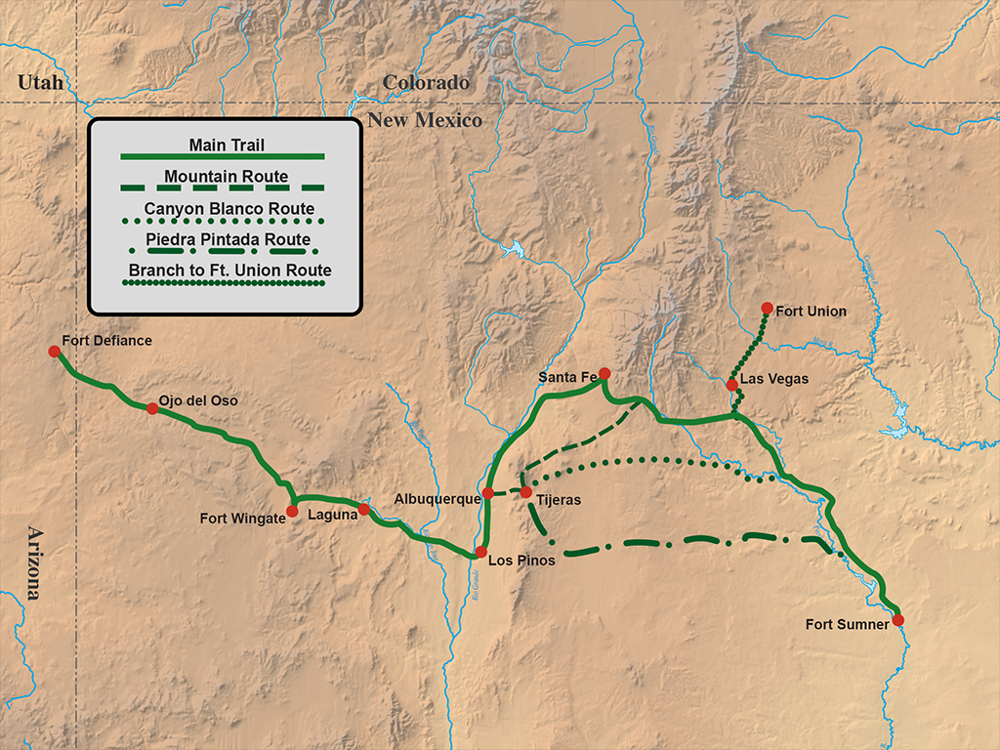 Utah
Colorado
New Mexico
Main Trail
Mountain Route
Canyon Blanco Route
Piedra Pintada Route
Branch to Ft. Union Route
Fort Union
Fort Defiance
Santa Fe
Las Vegas
Ojo del Oso
Albuquerque
Tijeras
Fort Wingate
Laguna
Los Pinos
Arizona
Rio Grande
Fort Sumner